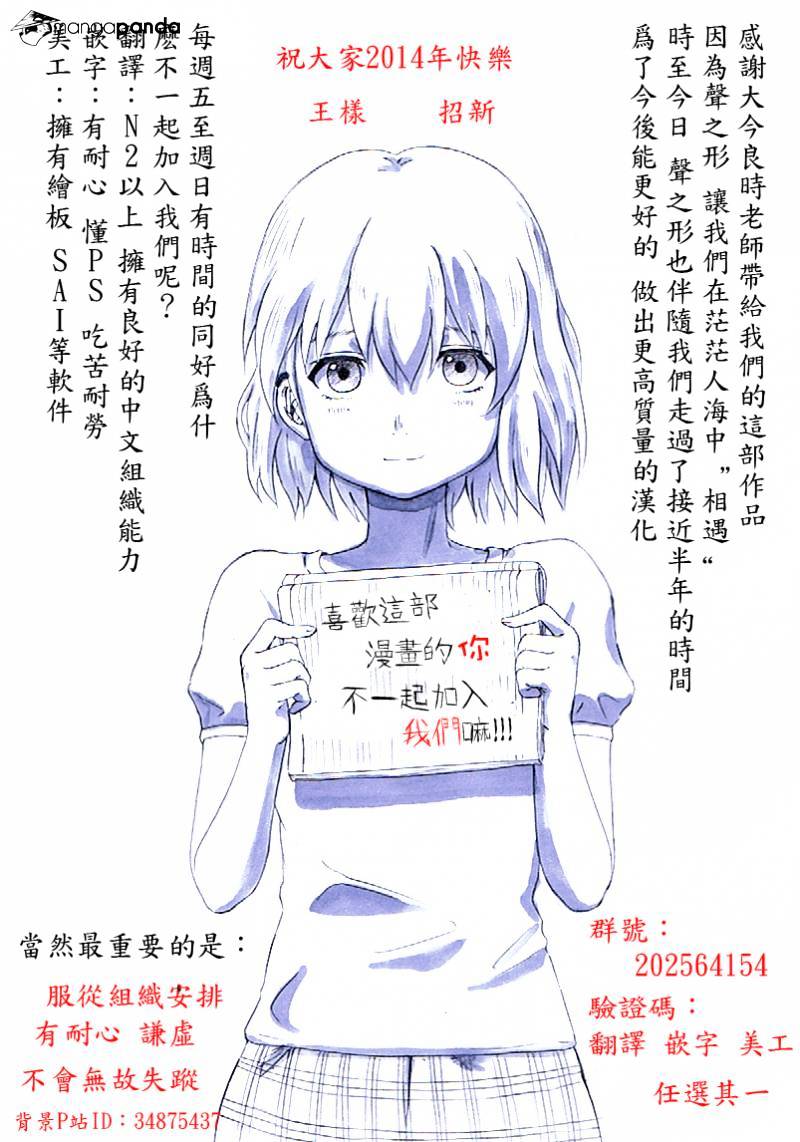 mangapanda
祝大家2014年快樂
王樣 招新
感謝大今良時老師帶給我們的這部作品
因為聲之形 讓我們在茫茫人海中”相遇“
時至今日 聲之形也伴隨我們走過了接近半年的時間
爲了今後能更好的 做出更高質量的漢化
每週五至週日有時間的同好爲什
麽不一起加入我們呢？
翻譯：N2以上 擁有良好的中文組織能力
嵌字：有耐心 懂PS 吃苦耐勞
美工：擁有繪板 SAI等軟件
喜歡這部
漫畫的你
不一起加入
我們嘛!!!
當然最重要的是：
服從組織安排
有耐心 謙虛
不會無故失蹤
背景P站ID：34875437
群號：
202564154
驗證碼：
翻譯 嵌字 美工
任選其一